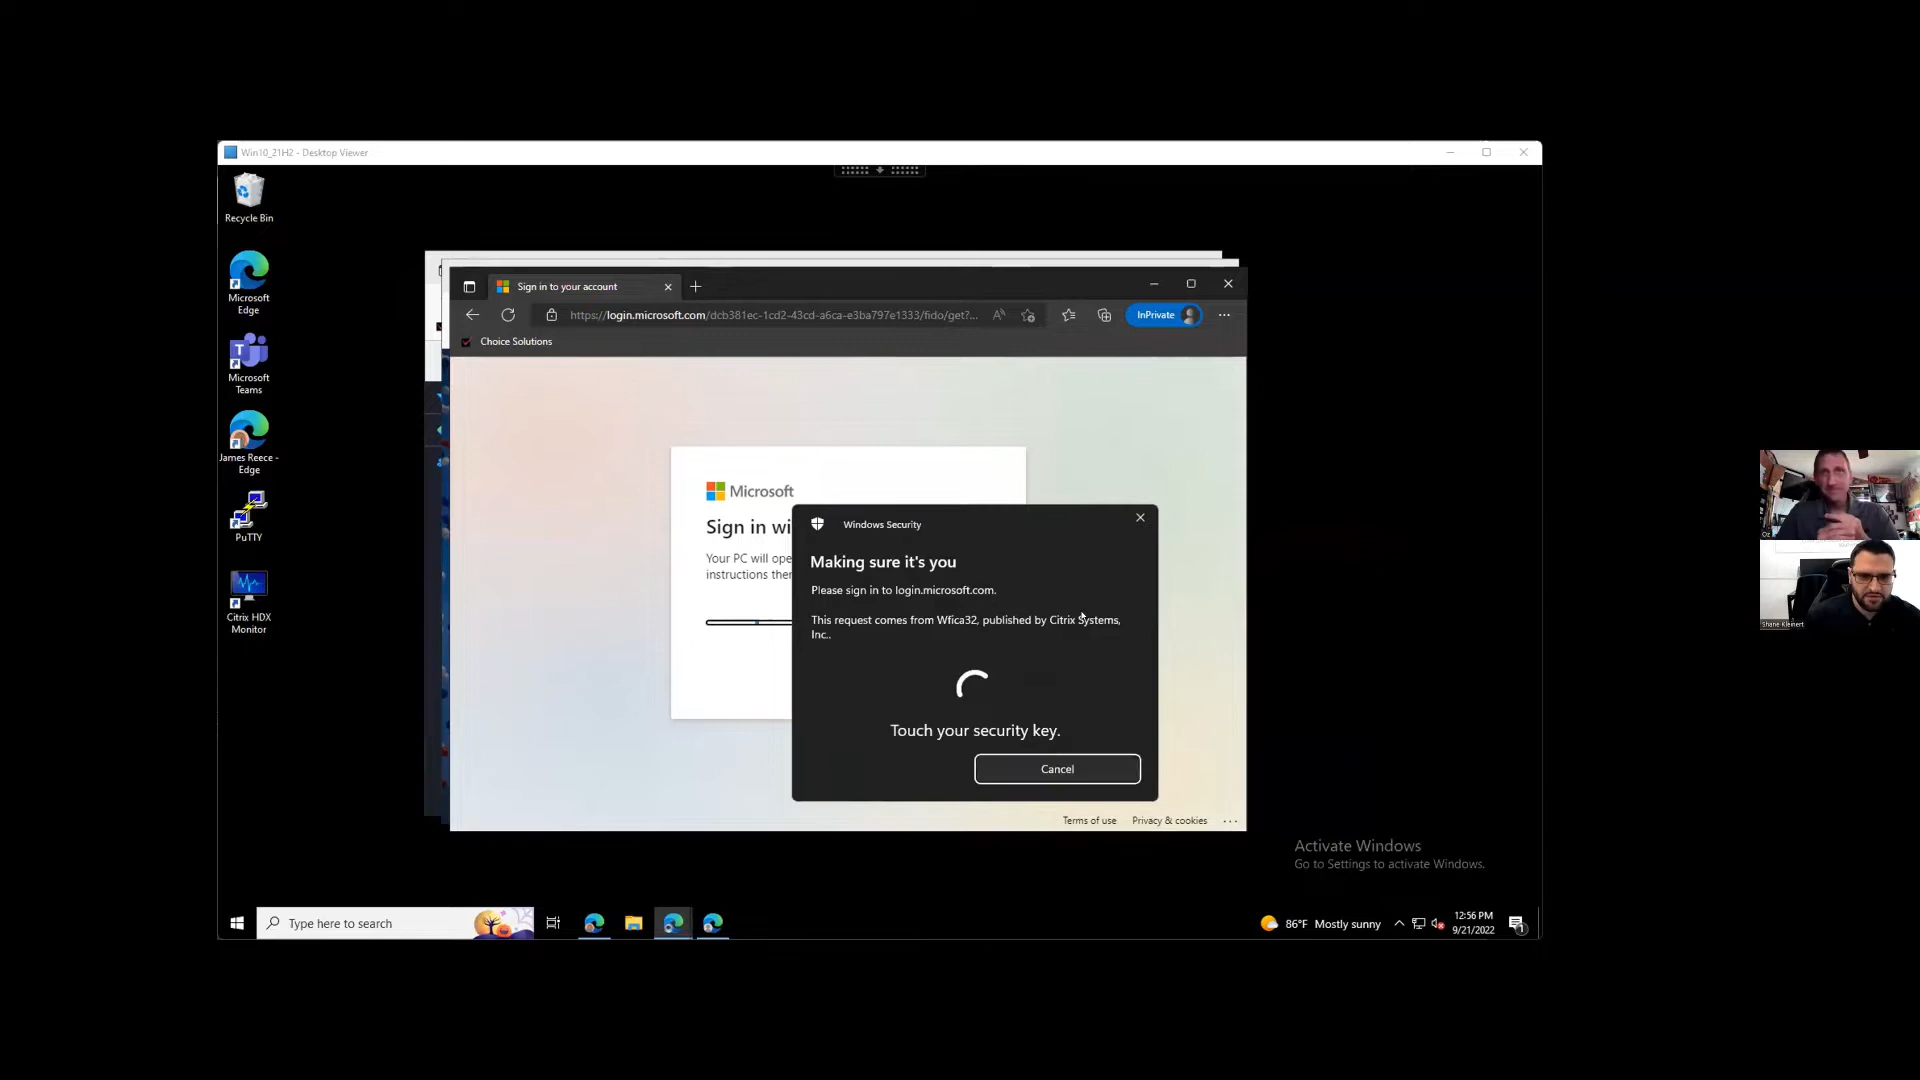 Win10_21H2 - Desktop Viewer
Recycle Bin
Microsoft
Edge
Microsoft
Teams
James Reece -
Edge
PuTTY
Citrix HDX
Monitor
Sign in to your account
https://login.microsoft.com/dcb381ec-1cd2-43cd-a6ca-e3ba797e1333/fido/get?...
InPrivate
Choice Solutions
Microsoft
Sign in wi
Your PC will ope
instructions ther
Windows Security
Making sure it's you
Please sign in to login.microsoft.com.
This request comes from Wfica32, published by Citrix Systems,
Inc..
Touch your security key.
Cancel
Terms of use
Privacy & cookies
Activate Windows
Go to Settings to activate Windows.
Type here to search
86°F Mostly sunny
12:56 PM
9/21/2022
1
Oz
Shane Kleinert